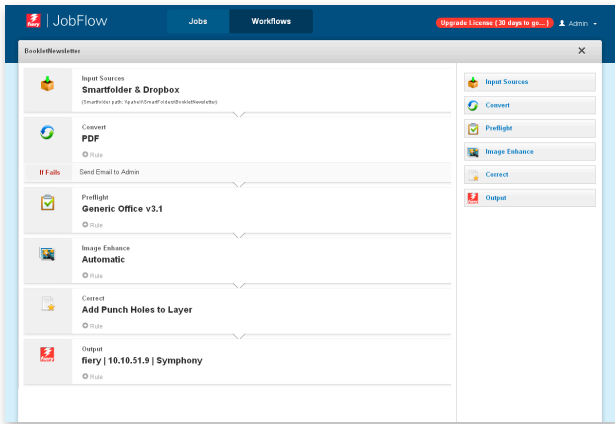 fiery JobFlow Jobs Workflows Upgrade License ( 30 days to go... ) Admin
BookletNewsletter
Input Sources
Smartfolder & Dropbox
Convert
PDF
Rule
If Fails Send Email to Admin
Preflight
Generic Office v3.1
Rule
Image Enhance
Automatic
Rule
Correct
Add Punch Holes to Layer
Rule
fiery
Output
fiery | 10.10.51.9 | Symphony
Rule
Input Sources
Convert
Preflight
Image Enhance
Correct
Output